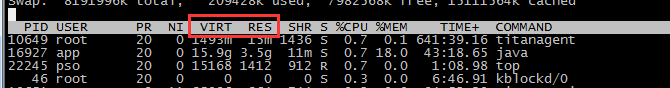 Swap: 8191996k total, 209428k used, 7982568k free, 15111564k cached
PID USER PR NI VIRT RES SHR S %CPU %MEM TIME+ COMMAND
10649 root 20 0 1493m 15m 1436 S 0.7 0.1 641:39.16 titanagent
16927 app 20 0 15.9g 3.5g 11m S 0.7 18.0 43:18.65 java
22245 pso 20 0 15168 1412 912 R 0.7 0.0 1:08.98 top
46 root 20 0 0 0 0 S 0.3 0.0 6:46.91 kblockd/0